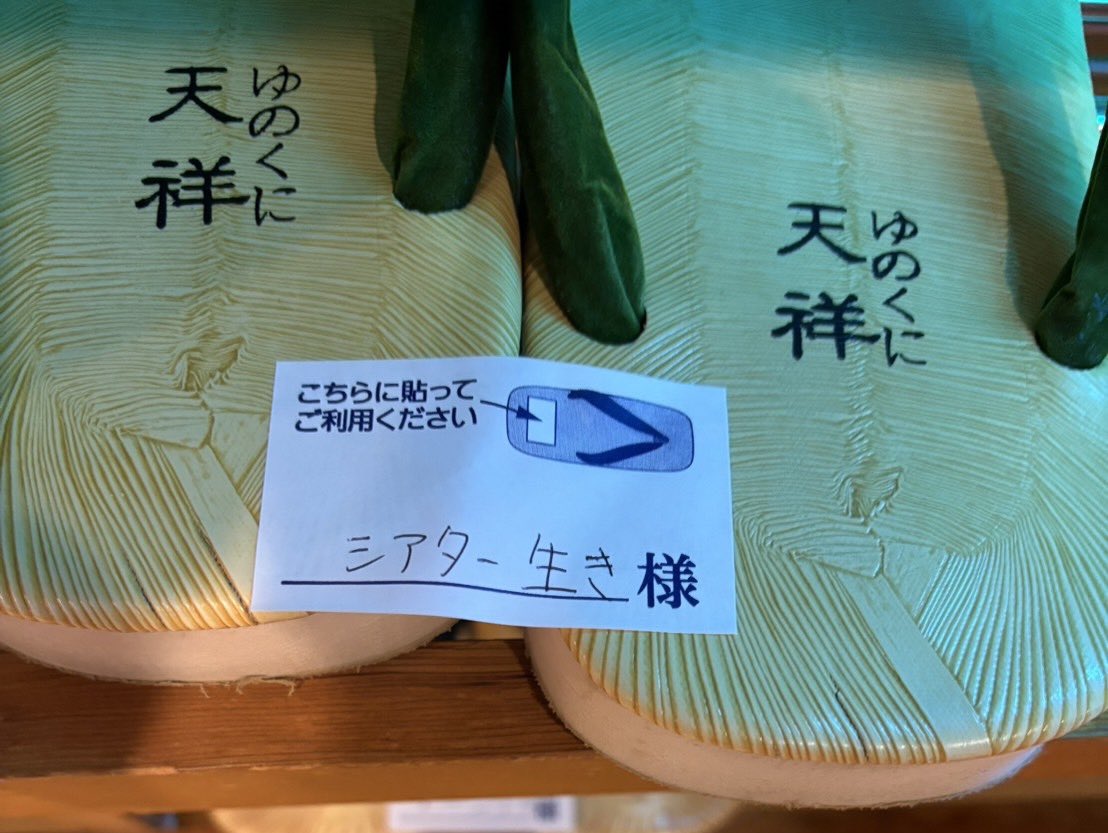 ゆのくに
天祥
ゆのくに
天祥
こちらに貼って
ご利用ください
シアター生き様